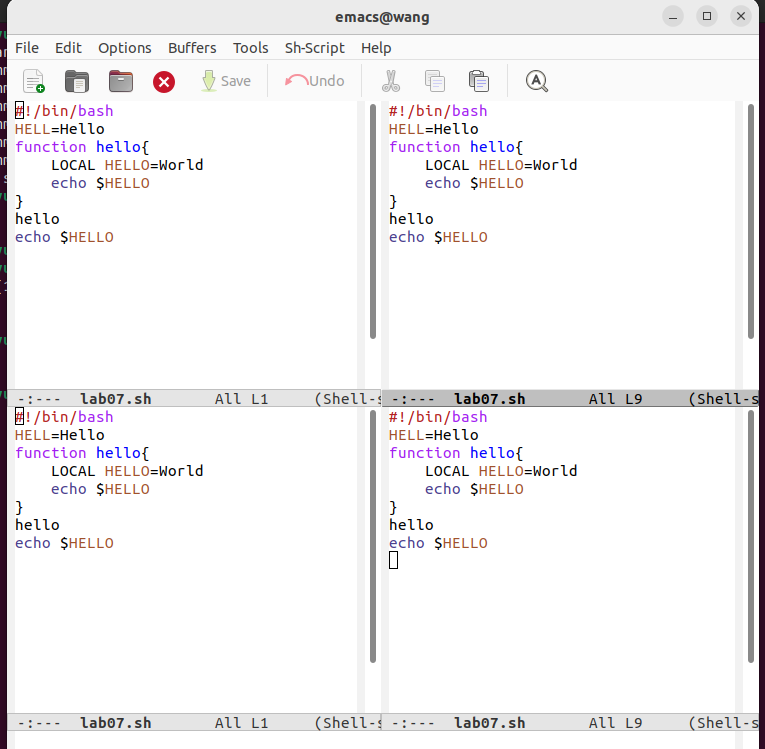 emacs@wang
File Edit Options Buffers Tools Sh-Script Help
Save Undo
#!/bin/bash
HELL=Hello
function hello{
    LOCAL HELLO=World
    echo $HELLO
}
hello
echo $HELLO
-:--- lab07.sh All L1 (Shell-s
#!/bin/bash
HELL=Hello
function hello{
    LOCAL HELLO=World
    echo $HELLO
}
hello
echo $HELLO
-:--- lab07.sh All L9 (Shell-s
#!/bin/bash
HELL=Hello
function hello{
    LOCAL HELLO=World
    echo $HELLO
}
hello
echo $HELLO
-:--- lab07.sh All L1 (Shell-s
#!/bin/bash
HELL=Hello
function hello{
    LOCAL HELLO=World
    echo $HELLO
}
hello
echo $HELLO
-:--- lab07.sh All L9 (Shell-s